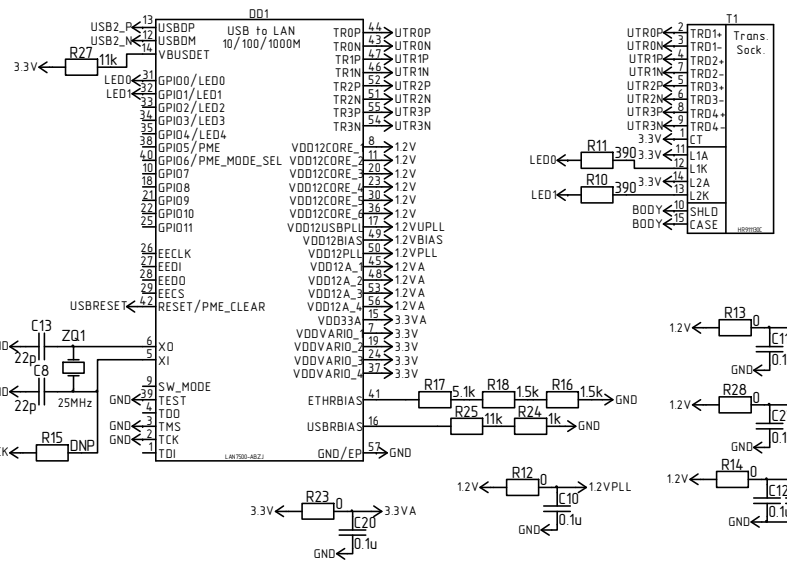 DD1
USB to LAN
10/100/1000M
USB2_P 13 USBDP
USB2_N 12 USBDM
14 VBUSDET
R27
11k
3.3V
LED0 31 GPIO0/LED0
LED1 32 GPIO1/LED1
33 GPIO2/LED2
34 GPIO3/LED3
35 GPIO4/LED4
38 GPIO5/PME
40 GPIO6/PME_MODE_SEL
10 GPIO7
18 GPIO8
21 GPIO9
22 GPIO10
25 GPIO11
26 EECLK
27 EEDI
28 EEDO
29 EECS
USBRESET 42 RESET/PME_CLEAR
6 XO
5 XI
9 SW_MODE
GND 39 TEST
4 TDO
GND 3 TMS
GND 2 TCK
1 TDI
LAN7500-ABZJ
TR0P 44 UTR0P
TR0N 43 UTR0N
TR1P 47 UTR1P
TR1N 46 UTR1N
TR2P 52 UTR2P
TR2N 51 UTR2N
TR3P 55 UTR3P
TR3N 54 UTR3N
VDD12CORE_1 8 1.2V
VDD12CORE_2 11 1.2V
VDD12CORE_3 20 1.2V
VDD12CORE_4 23 1.2V
VDD12CORE_5 30 1.2V
VDD12CORE_6 36 1.2V
VDD12USBPLL 17 1.2VUPLL
VDD12BIAS 49 1.2VBIAS
VDD12PLL 50 1.2VPLL
VDD12A_1 45 1.2VA
VDD12A_2 48 1.2VA
VDD12A_3 53 1.2VA
VDD12A_4 56 1.2VA
VDD33A 15 3.3VA
VDDVARIO_1 7 3.3V
VDDVARIO_2 19 3.3V
VDDVARIO_3 24 3.3V
VDDVARIO_4 37 3.3V
ETHRBIAS 41
USBRBIAS 16
GND/EP 57 GND
C13
22p
ZQ1
C8
22p
25MHz
R15
DNP
R17 5.1k R18 1.5k R16 1.5k GND
R25 11k R24 1k GND
T1
Trans.
Sock.
UTR0P 2 TRD1+
UTR0N 3 TRD1-
UTR1P 4 TRD2+
UTR1N 7 TRD2-
UTR2P 5 TRD3+
UTR2N 6 TRD3-
UTR3P 8 TRD4+
UTR3N 9 TRD4-
3.3V 1 CT
3.3V 11 L1A
12 L1K
3.3V 14 L2A
13 L2K
BODY 10 SHLD
BODY 15 CASE
HR911130C
LED0 R11 390
LED1 R10 390
3.3V R23 0 3.3VA
C20
0.1u
GND
1.2V R12 0 1.2VPLL
C10
0.1u
GND
1.2V R13 0
C11
GND
1.2V R28 0
GND
1.2V R14 0
C12
GND